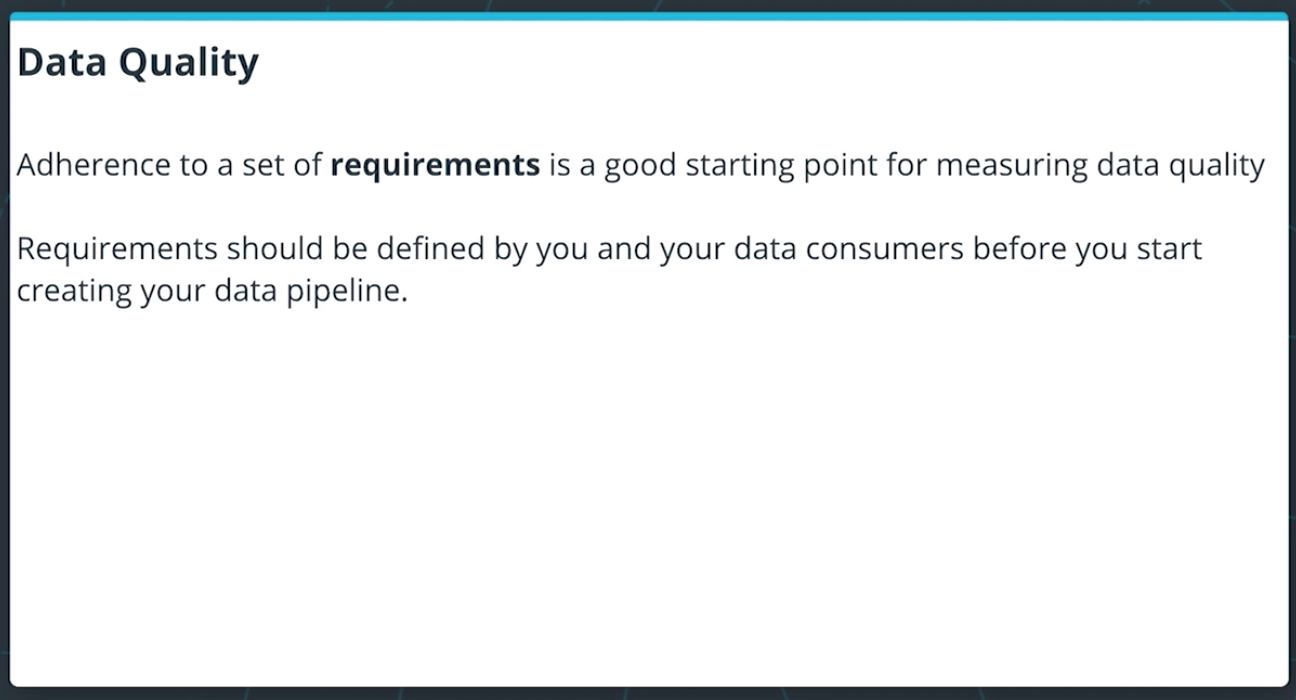 Data Quality
Adherence to a set of requirements is a good starting point for measuring data quality
Requirements should be defined by you and your data consumers before you start
creating your data pipeline.